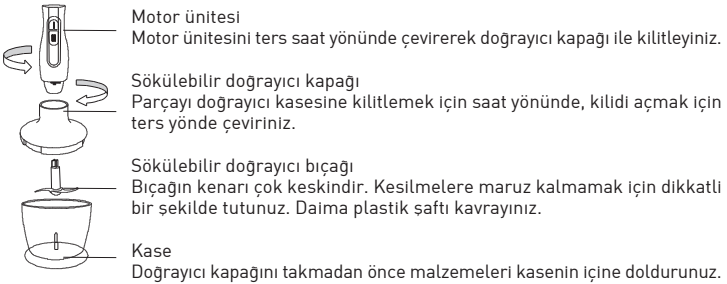 Motor ünitesi
Motor ünitesini ters saat yönünde çevirerek doğrayıcı kapağı ile kilitleyiniz.
Sökülebilir doğrayıcı kapağı
Parçayı doğrayıcı kasesine kilitlemek için saat yönünde, kilidi açmak için
ters yönde çeviriniz.
Sökülebilir doğrayıcı bıçağı
Bıçağın kenarı çok keskindir. Kesilmelere maruz kalmamak için dikkatli
bir şekilde tutunuz. Daima plastik şaftı kavrayınız.
Kase
Doğrayıcı kapağını takmadan önce malzemeleri kasenin içine doldurunuz.